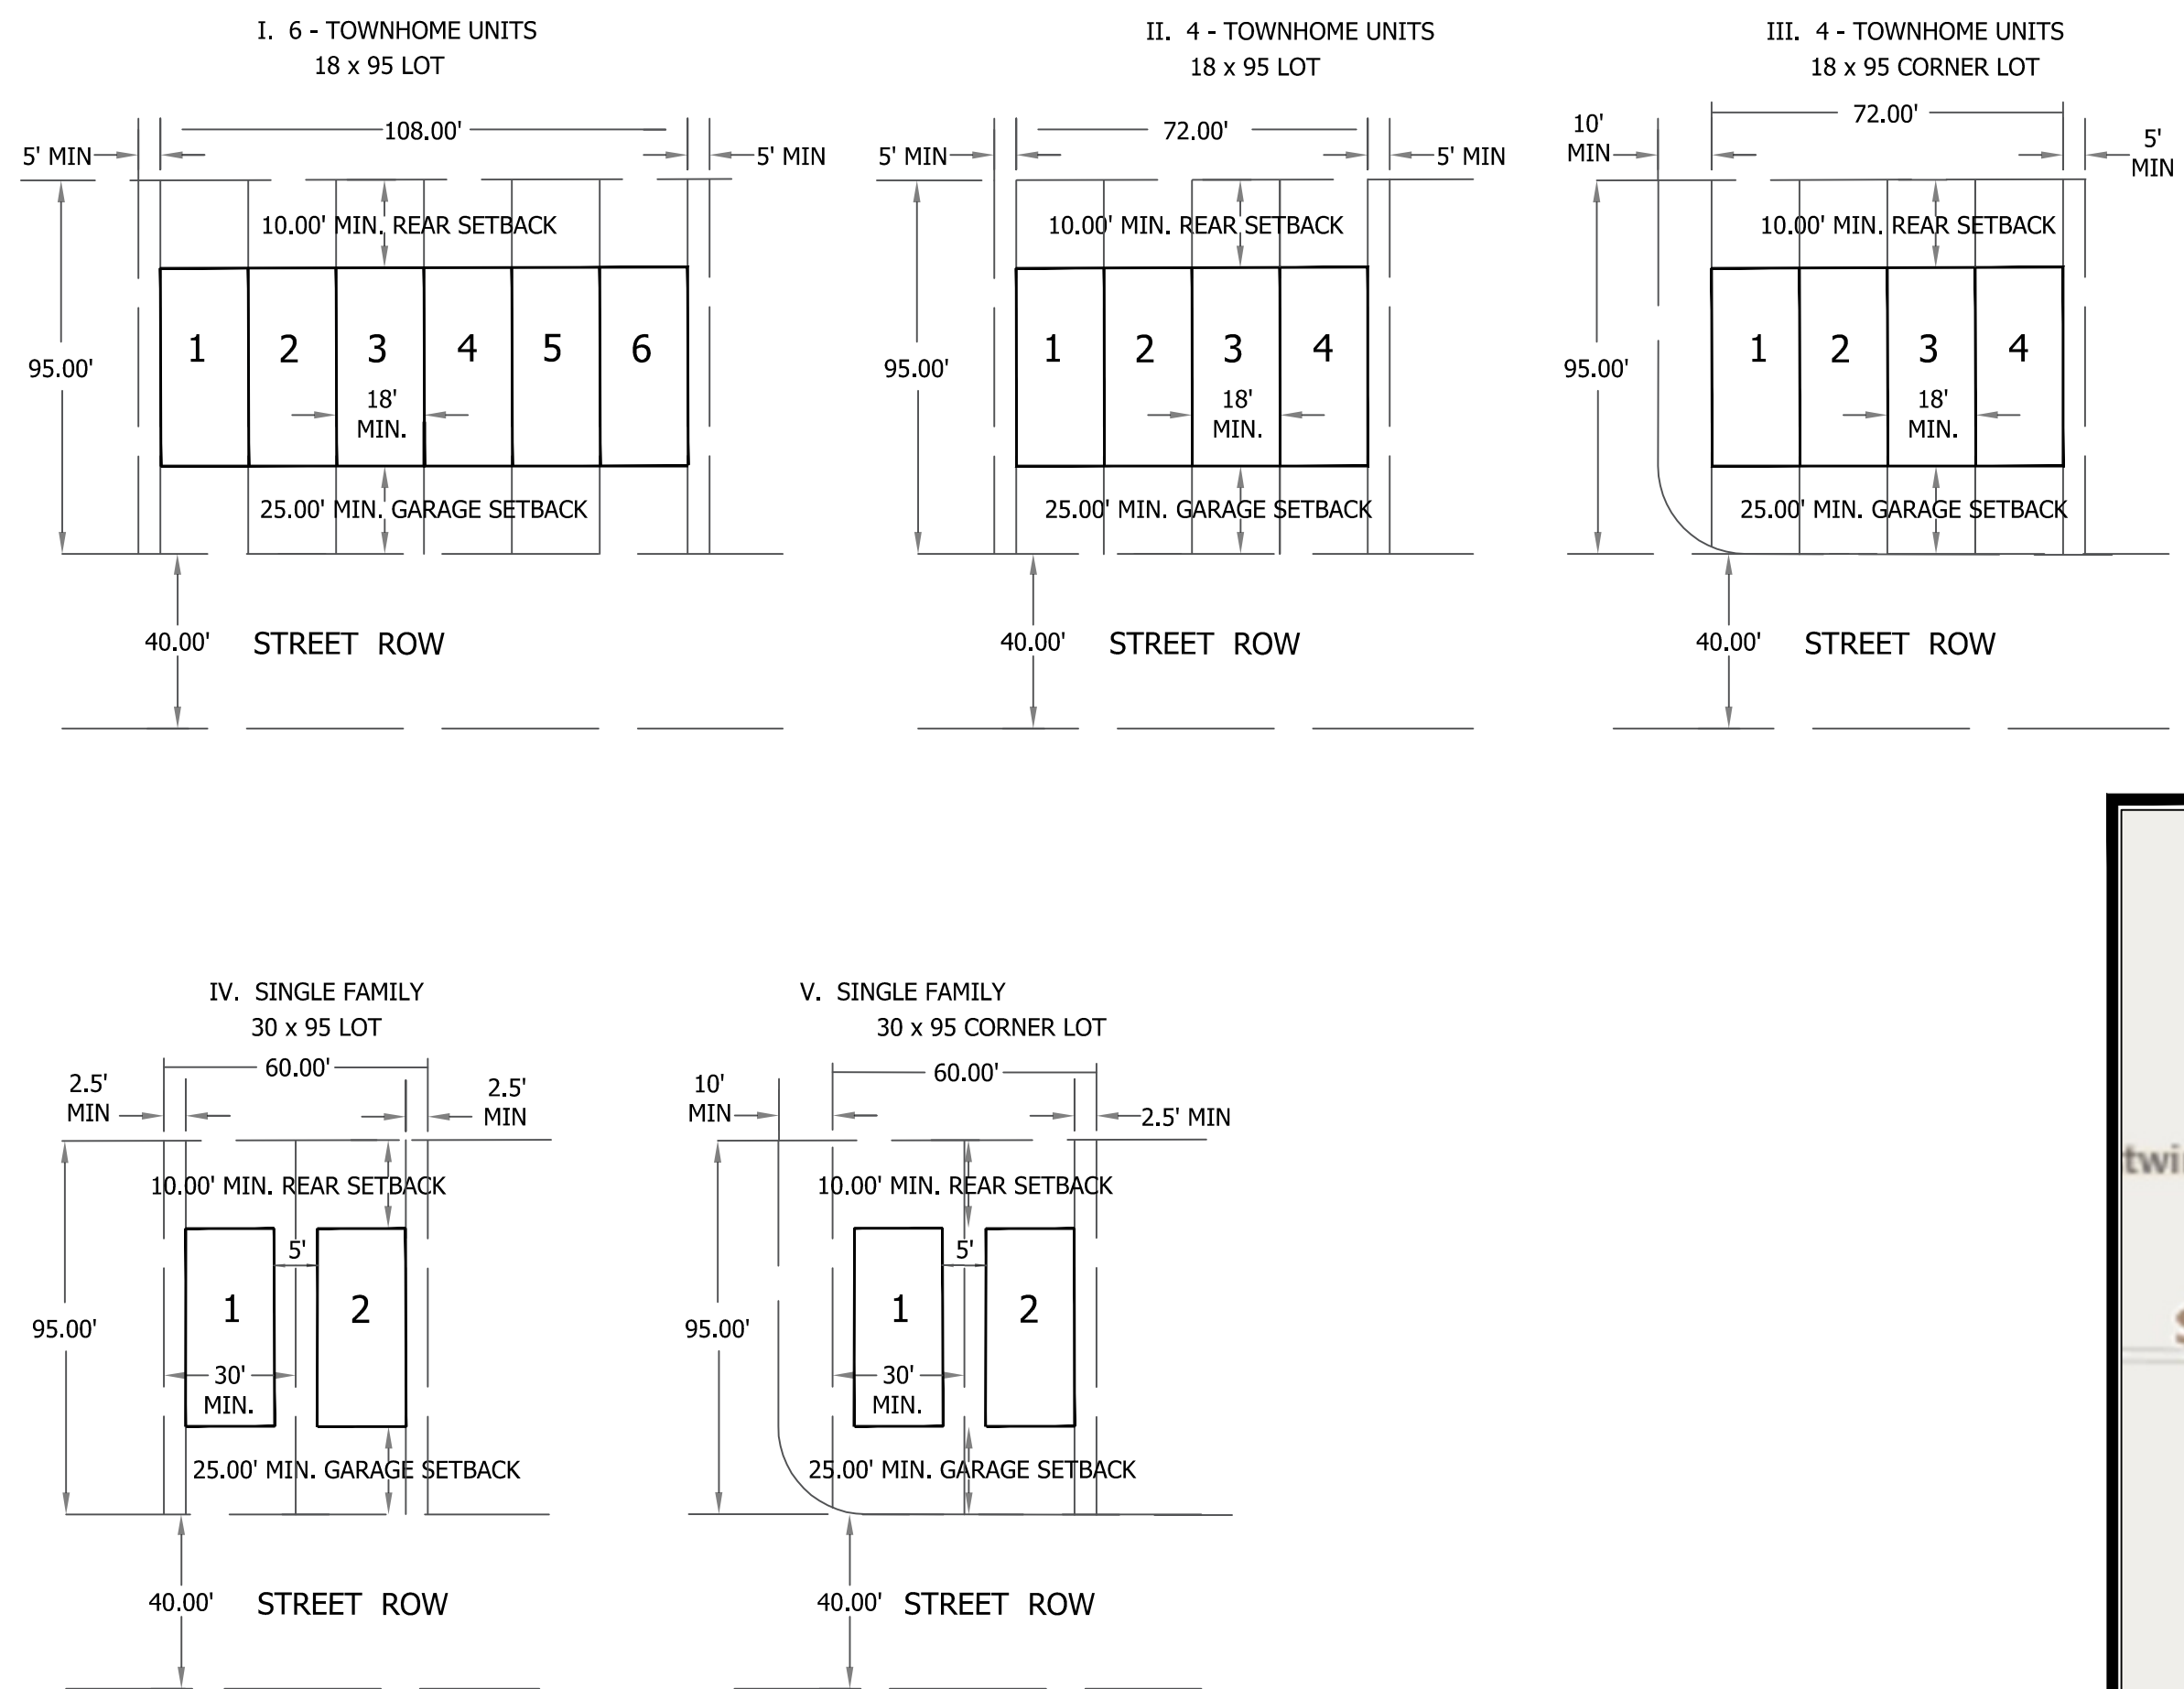 I. 6 - TOWNHOME UNITS
18 x 95 LOT
108.00'
5' MIN
5' MIN
10.00' MIN. REAR SETBACK
95.00'
1
2
3
4
5
6
18'
MIN.
25.00' MIN. GARAGE SETBACK
40.00'
STREET ROW
II. 4 - TOWNHOME UNITS
18 x 95 LOT
72.00'
5' MIN
5' MIN
10.00' MIN. REAR SETBACK
95.00'
1
2
3
4
18'
MIN.
25.00' MIN. GARAGE SETBACK
40.00'
STREET ROW
III. 4 - TOWNHOME UNITS
18 x 95 CORNER LOT
72.00'
10'
MIN
5'
MIN
10.00' MIN. REAR SETBACK
95.00'
1
2
3
4
18'
MIN.
25.00' MIN. GARAGE SETBACK
40.00'
STREET ROW
IV. SINGLE FAMILY
30 x 95 LOT
60.00'
2.5'
MIN
2.5'
MIN
10.00' MIN. REAR SETBACK
5'
95.00'
1
2
30'
MIN.
25.00' MIN. GARAGE SETBACK
40.00'
STREET ROW
V. SINGLE FAMILY
30 x 95 CORNER LOT
60.00'
10'
MIN
2.5' MIN
10.00' MIN. REAR SETBACK
5'
95.00'
1
2
30'
MIN.
25.00' MIN. GARAGE SETBACK
40.00'
STREET ROW